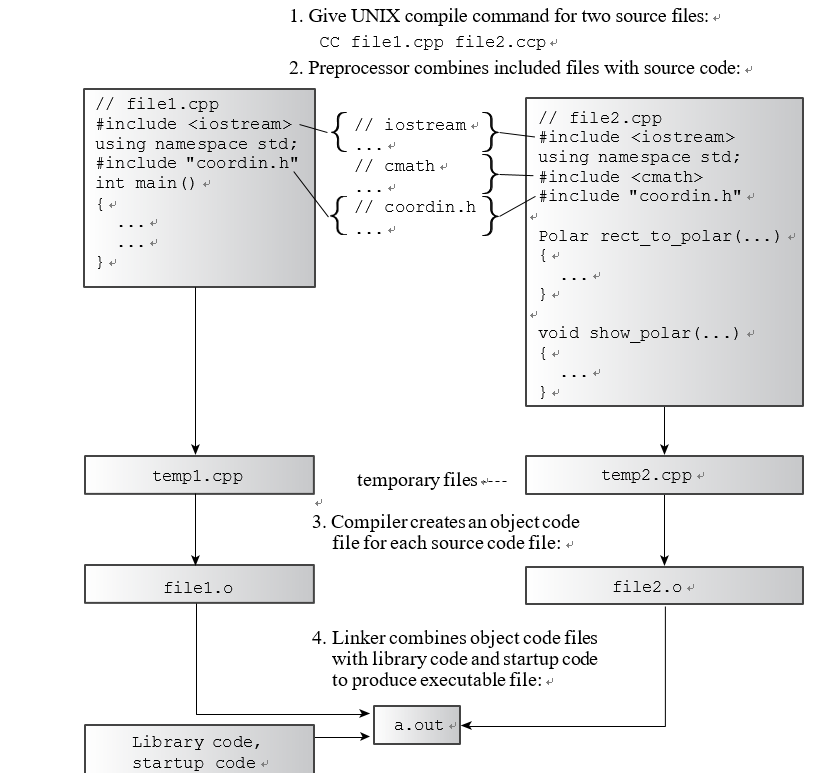 1. Give UNIX compile command for two source files:
CC file1.cpp file2.ccp
2. Preprocessor combines included files with source code:
// file1.cpp
#include <iostream>
using namespace std;
#include "coordin.h"
int main()
{
...
...
}
// iostream
...
// cmath
...
// coordin.h
...
// file2.cpp
#include <iostream>
using namespace std;
#include <cmath>
#include "coordin.h"
Polar rect_to_polar(...)
{
...
}
void show_polar(...)
{
...
}
temp1.cpp
temporary files
temp2.cpp
3. Compiler creates an object code
file for each source code file:
file1.o
file2.o
4. Linker combines object code files
with library code and startup code
to produce executable file:
a.out
Library code,
startup code